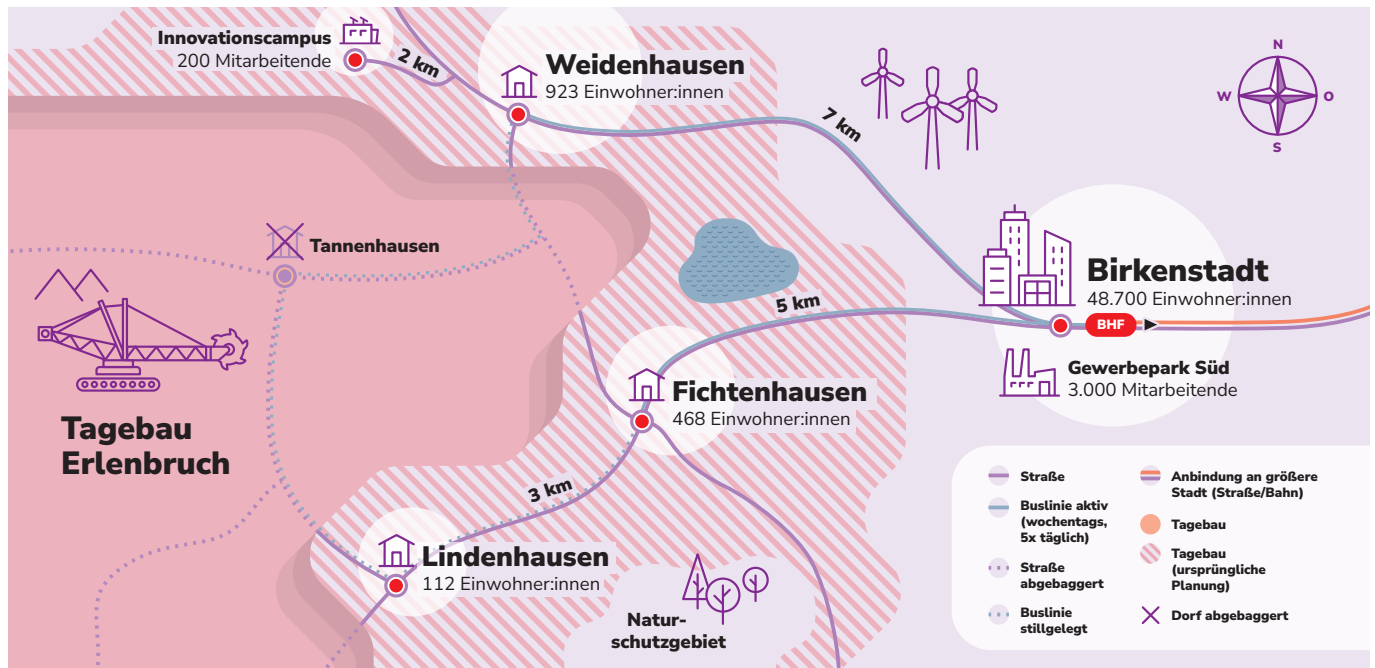 Innovationscampus
200 Mitarbeitende
2 km
Weidenhausen
923 Einwohner:innen
7 km
N
W
O
S
Tannenhausen
Birkenstadt
48.700 Einwohner:innen
BHF
5 km
Gewerbepark Süd
3.000 Mitarbeitende
Fichtenhausen
468 Einwohner:innen
Tagebau
Erlenbruch
3 km
Lindenhausen
112 Einwohner:innen
Natur-
schutzgebiet
Straße
Buslinie aktiv
(wochentags,
5x täglich)
Straße
abgebaggert
Buslinie
stillgelegt
Anbindung an größere
Stadt (Straße/Bahn)
Tagebau
Tagebau
(ursprüngliche
Planung)
Dorf abgebaggert